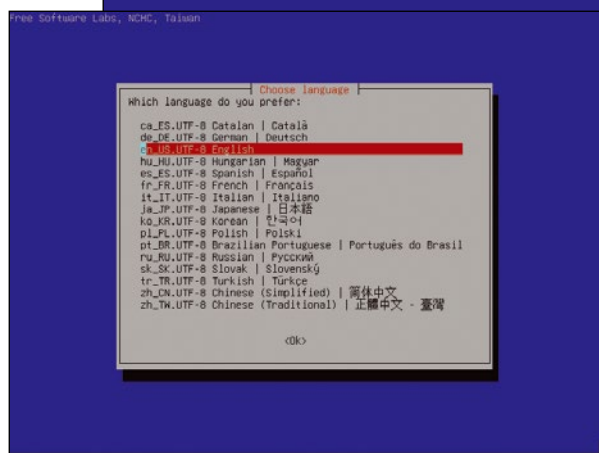 Free Software Labs, NCHC, Taiwan
Choose language
Which language do you prefer:
ca_ES.UTF-8 Catalan | Català
de_DE.UTF-8 German | Deutsch
en_US.UTF-8 English
hu_HU.UTF-8 Hungarian | Magyar
es_ES.UTF-8 Spanish | Español
fr_FR.UTF-8 French | Français
it_IT.UTF-8 Italian | Italiano
ja_JP.UTF-8 Japanese | 日本語
ko_KR.UTF-8 Korean | 한국어
pl_PL.UTF-8 Polish | Polski
pt_BR.UTF-8 Brazilian Portuguese | Português do Brasil
ru_RU.UTF-8 Russian | Русский
sk_SK.UTF-8 Slovak | Slovenský
tr_TR.UTF-8 Turkish | Türkçe
zh_CN.UTF-8 Chinese (Simplified) | 简体中文
zh_TW.UTF-8 Chinese (Traditional) | 正體中文 - 臺灣
<Ok>